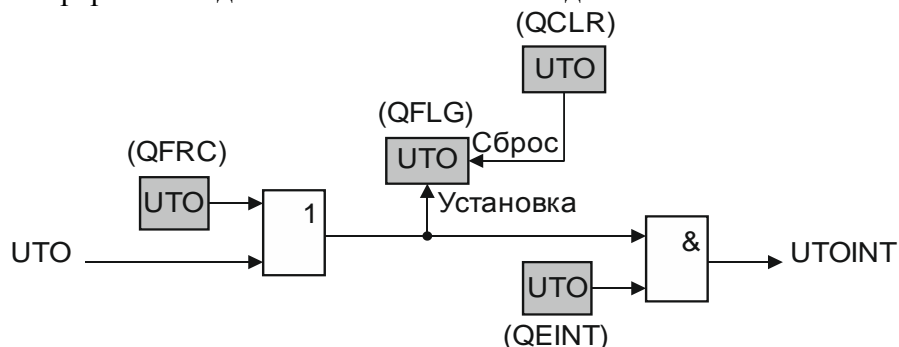 (QCLR)
UTO
(QFLG)
UTO
Сброс
(QFRC)
UTO
1
Установка
UTO
&
UTOINT
UTO
(QEINT)